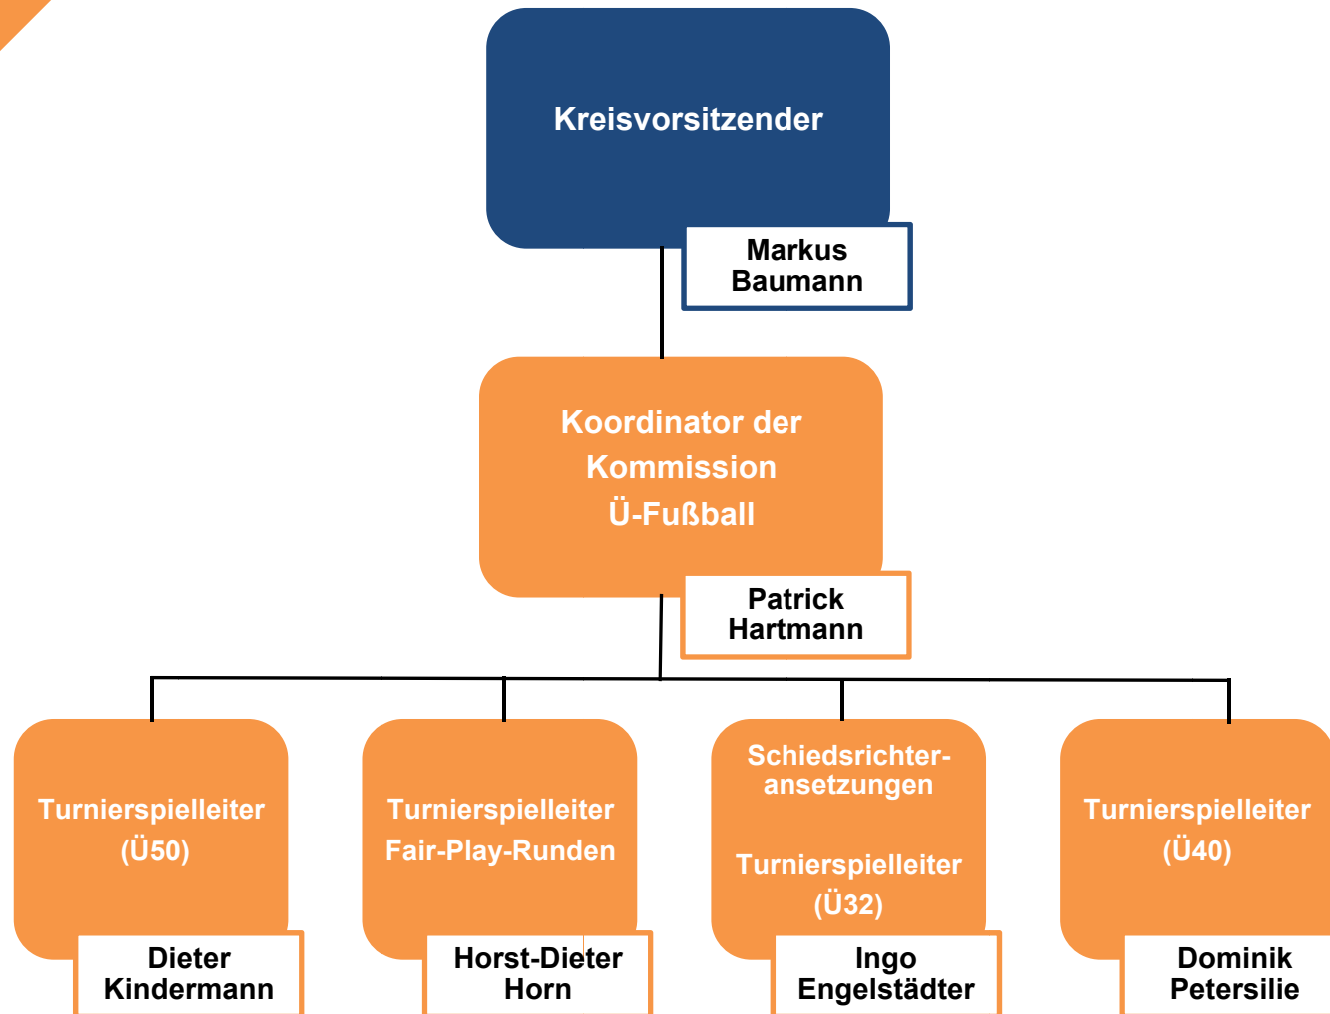 Kreisvorsitzender
Markus
Baumann
Koordinator der
Kommission
Ü-Fußball
Patrick
Hartmann
Turnierspielleiter
(Ü50)
Dieter
Kindermann
Turnierspielleiter
Fair-Play-Runden
Horst-Dieter
Horn
Schiedsrichter-
ansetzungen
Turnierspielleiter
(Ü32)
Ingo
Engelstädter
Turnierspielleiter
(Ü40)
Dominik
Petersilie